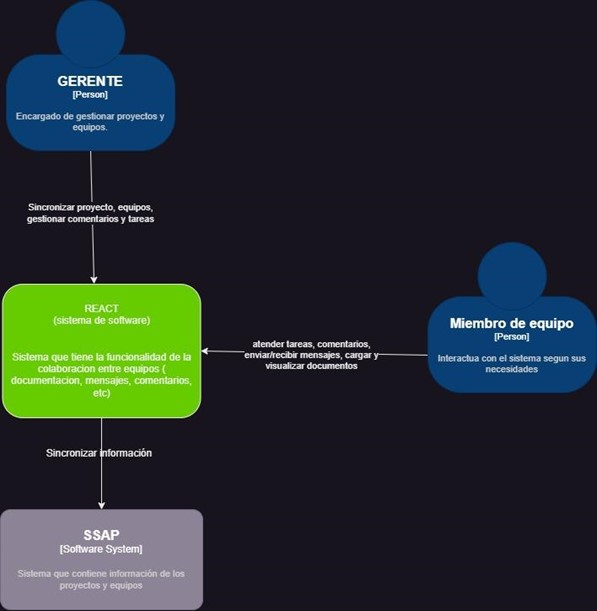 GERENTE
[Person]
Encargado de gestionar proyectos y
equipos.
Sincronizar proyecto, equipos,
gestionar comentarios y tareas
REACT
(sistema de software)
Sistema que tiene la funcionalidad de la
colaboracion entre equipos (
documentacion, mensajes, comentarios,
etc)
atender tareas, comentarios,
enviar/recibir mensajes, cargar y
visualizar documentos
Miembro de equipo
[Person]
Interactua con el sistema segun sus
necesidades
Sincronizar información
SSAP
[Software System]
Sistema que contiene información de los
proyectos y equipos